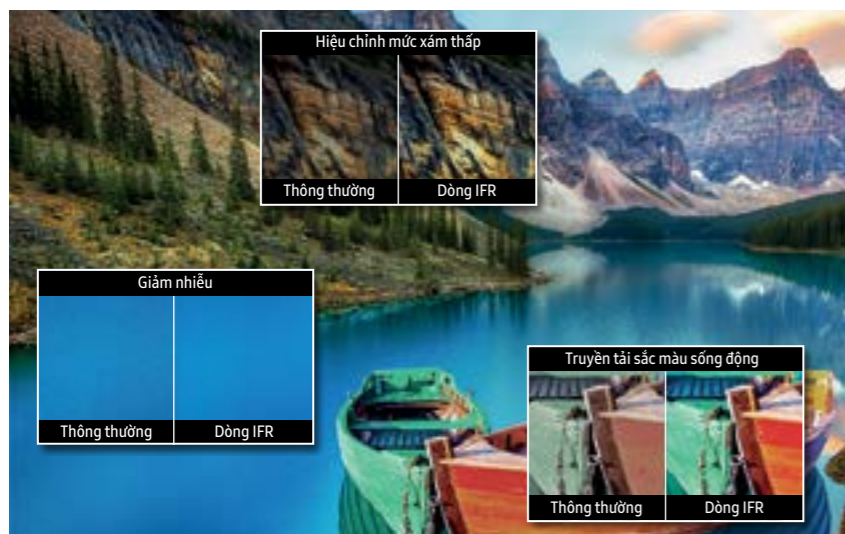 Hiệu chỉnh mức xám thấp
Thông thường Dòng IFR
Giảm nhiễu
Thông thường Dòng IFR
Truyền tải sắc màu sống động
Thông thường Dòng IFR